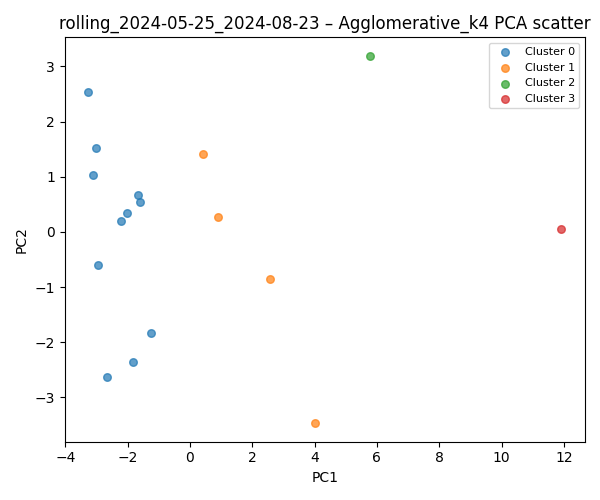 rolling_2024-05-25_2024-08-23 – Agglomerative_k4 PCA scatter
Cluster 0
Cluster 1
Cluster 2
Cluster 3
PC2
3
2
1
0
−1
−2
−3
−4
−2
0
2
4
6
8
10
12
PC1